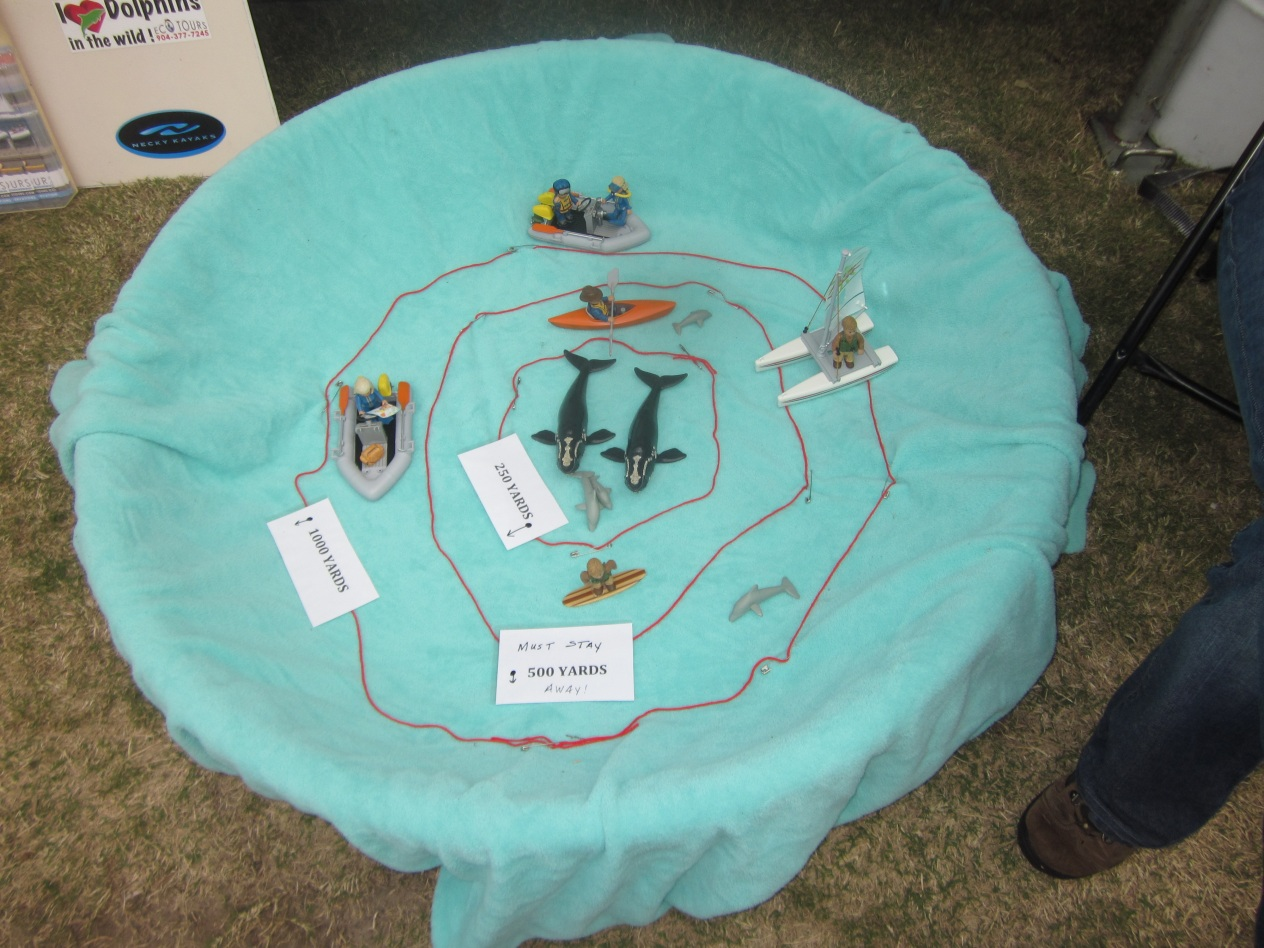 I Dolphins
in the wild!
ECO TOURS
904-377-7245
NECKY KAYAKS
250 YARDS
1000 YARDS
MUST STAY
500 YARDS
AWAY!